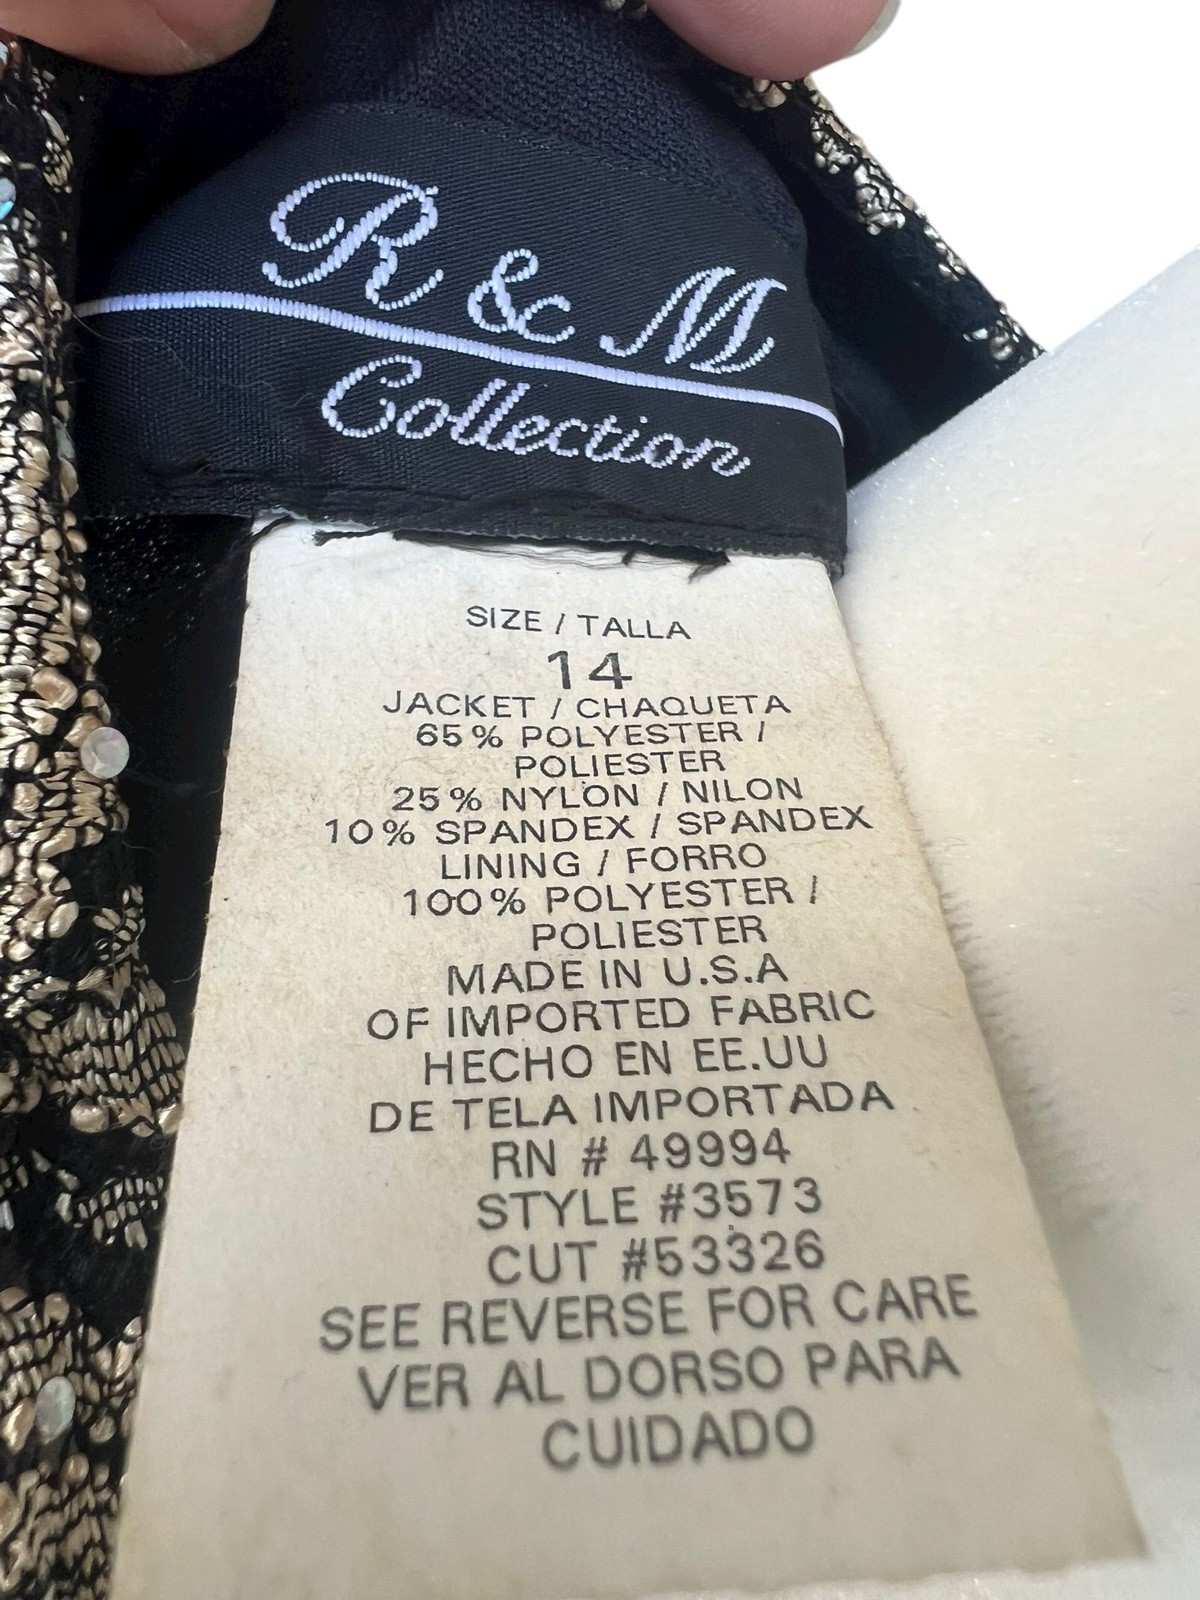 R & M
Collection
SIZE / TALLA
14
JACKET / CHAQUETA
65% POLYESTER /
POLIESTER
25% NYLON / NILON
10% SPANDEX / SPANDEX
LINING / FORRO
100% POLYESTER /
POLIESTER
MADE IN U.S.A
OF IMPORTED FABRIC
HECHO EN EE.UU
DE TELA IMPORTADA
RN # 49994
STYLE #3573
CUT #53326
SEE REVERSE FOR CARE
VER AL DORSO PARA
CUIDADO